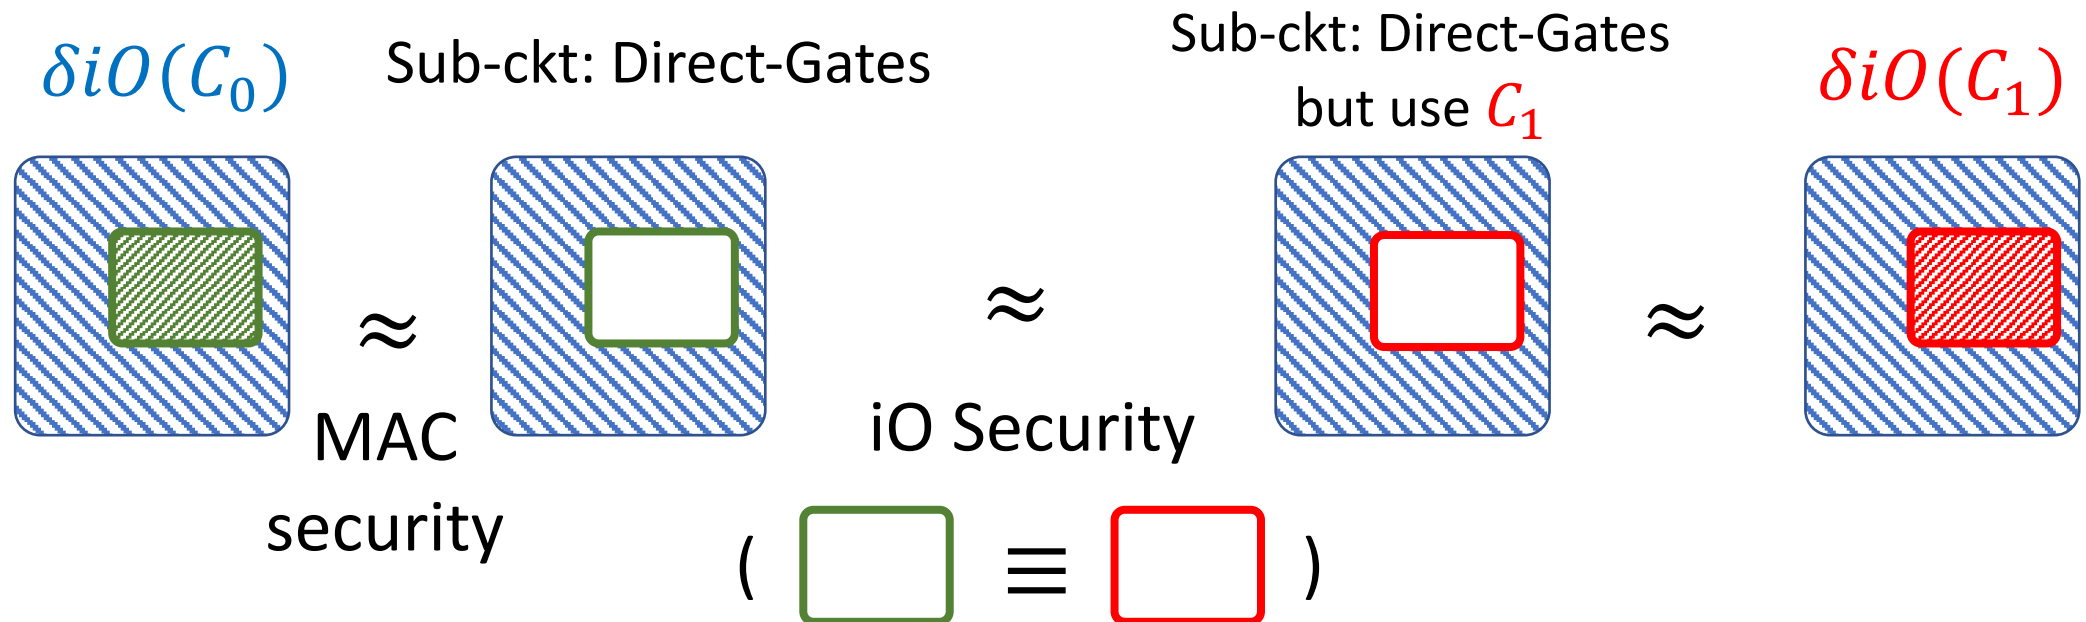 δiO(C₀)
Sub-ckt: Direct-Gates
Sub-ckt: Direct-Gates
but use C₁
δiO(C₁)
≈
≈
≈
MAC
security
iO Security
( ≡ )